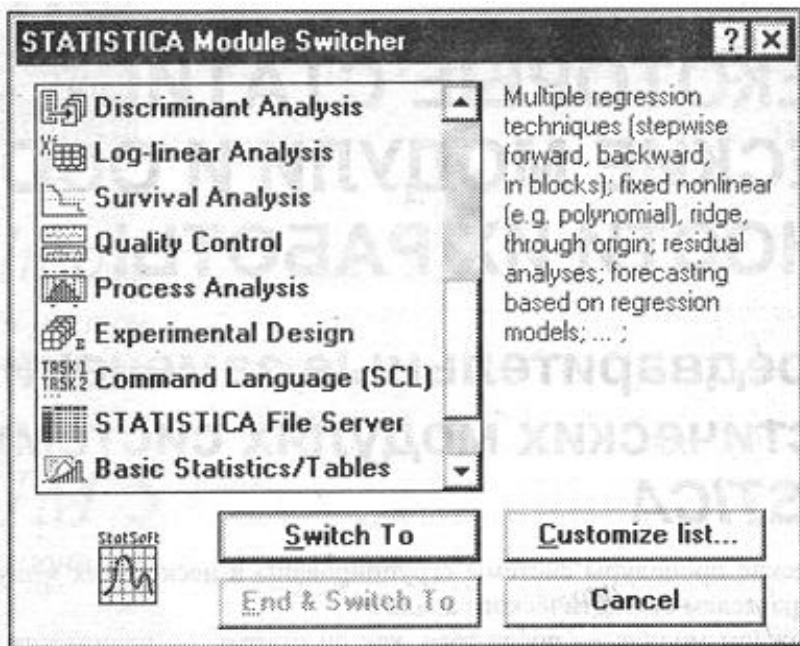 STATISTICA Module Switcher
? X
Discriminant Analysis
Log-linear Analysis
Survival Analysis
Quality Control
Process Analysis
Experimental Design
TASK1
TASK2
Command Language (SCL)
STATISTICA File Server
Basic Statistics/Tables
Multiple regression
techniques (stepwise
forward, backward,
in blocks); fixed nonlinear
(e.g. polynomial), ridge,
through origin; residual
analyses; forecasting
based on regression
models; ... ;
StatSoft
Switch To
Customize list...
End & Switch To
Cancel